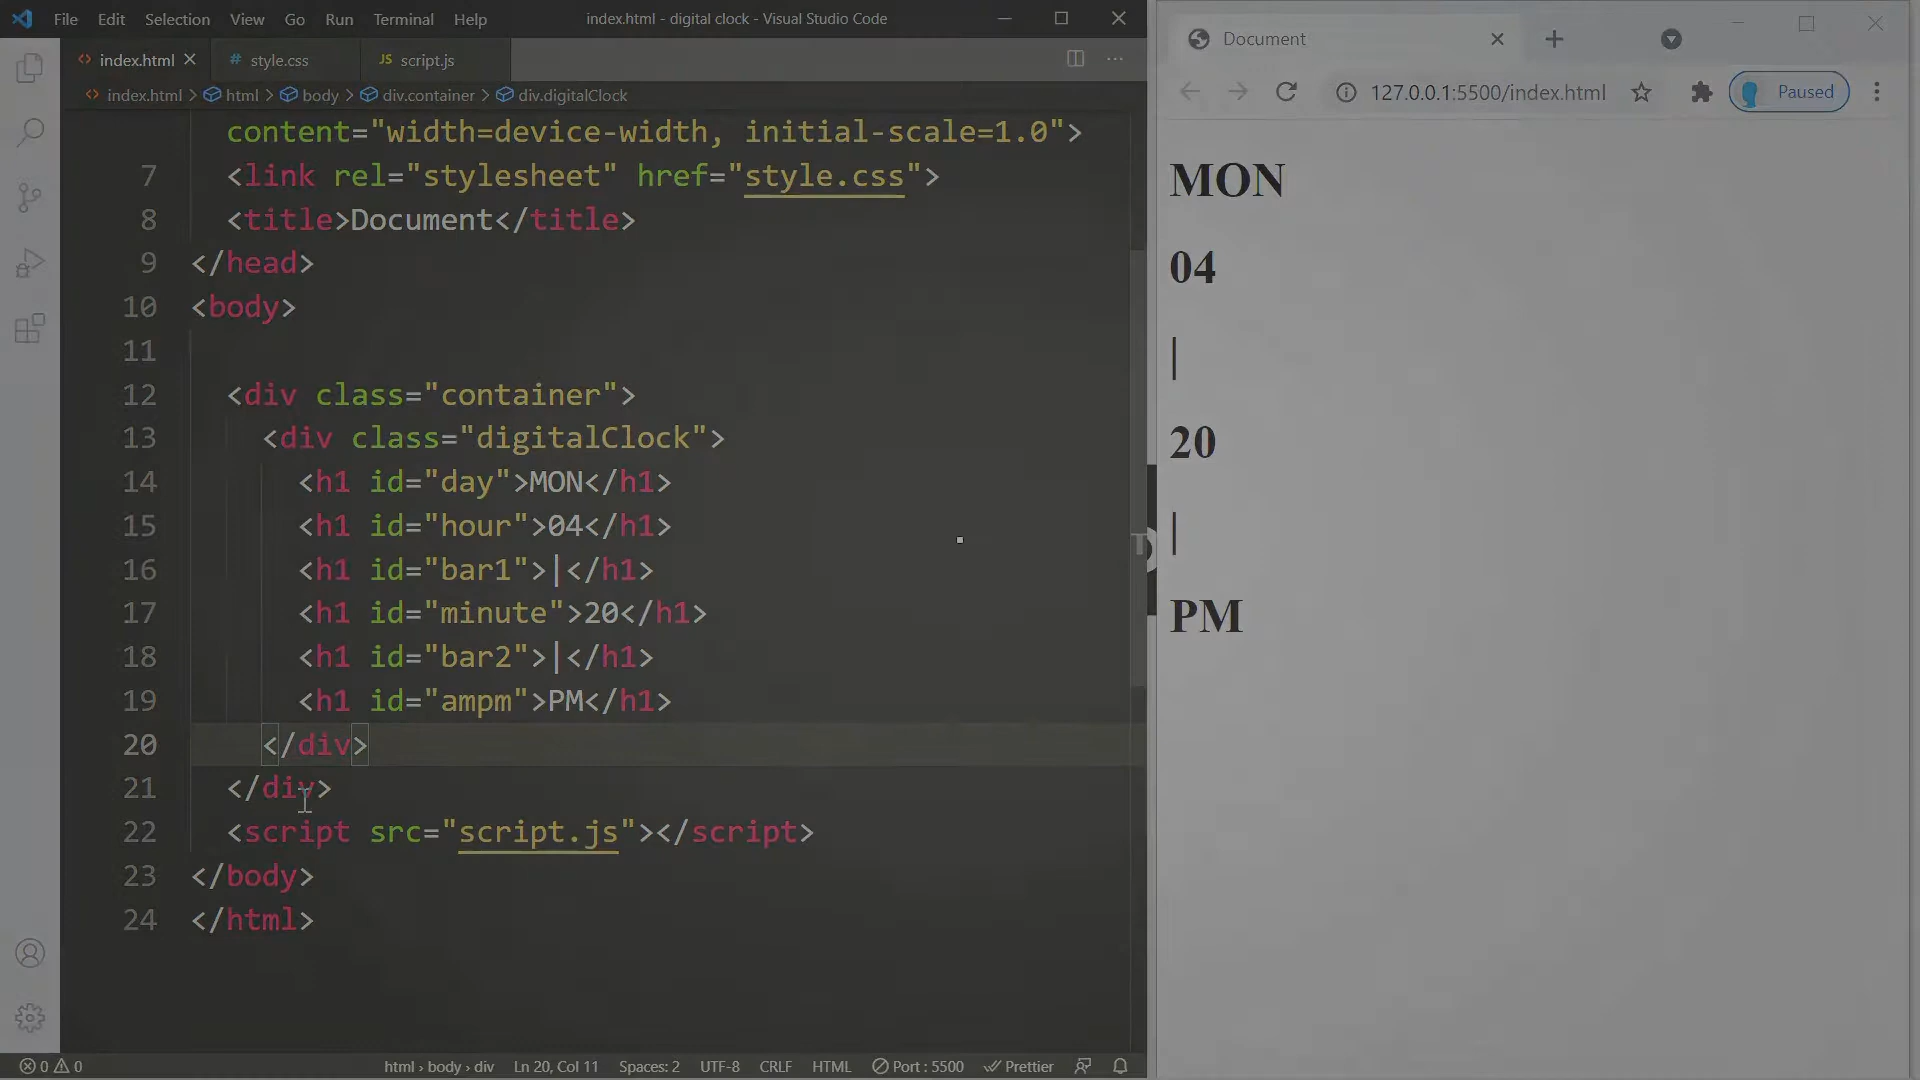 File Edit Selection View Go Run Terminal Help index.html - digital clock - Visual Studio Code
<> index.html # style.css JS script.js
<> index.html > html > body > div.container > div.digitalClock
content="width=device-width, initial-scale=1.0">
7 <link rel="stylesheet" href="style.css">
8 <title>Document</title>
9 </head>
10 <body>
11
12 <div class="container">
13 <div class="digitalClock">
14 <h1 id="day">MON</h1>
15 <h1 id="hour">04</h1>
16 <h1 id="bar1">|</h1>
17 <h1 id="minute">20</h1>
18 <h1 id="bar2">|</h1>
19 <h1 id="ampm">PM</h1>
20 </div>
21 </div>
22 <script src="script.js"></script>
23 </body>
24 </html>
0 0 html › body › div Ln 20, Col 11 Spaces: 2 UTF-8 CRLF HTML Port : 5500 Prettier
Document
127.0.0.1:5500/index.html Paused
MON
04
|
20
|
PM